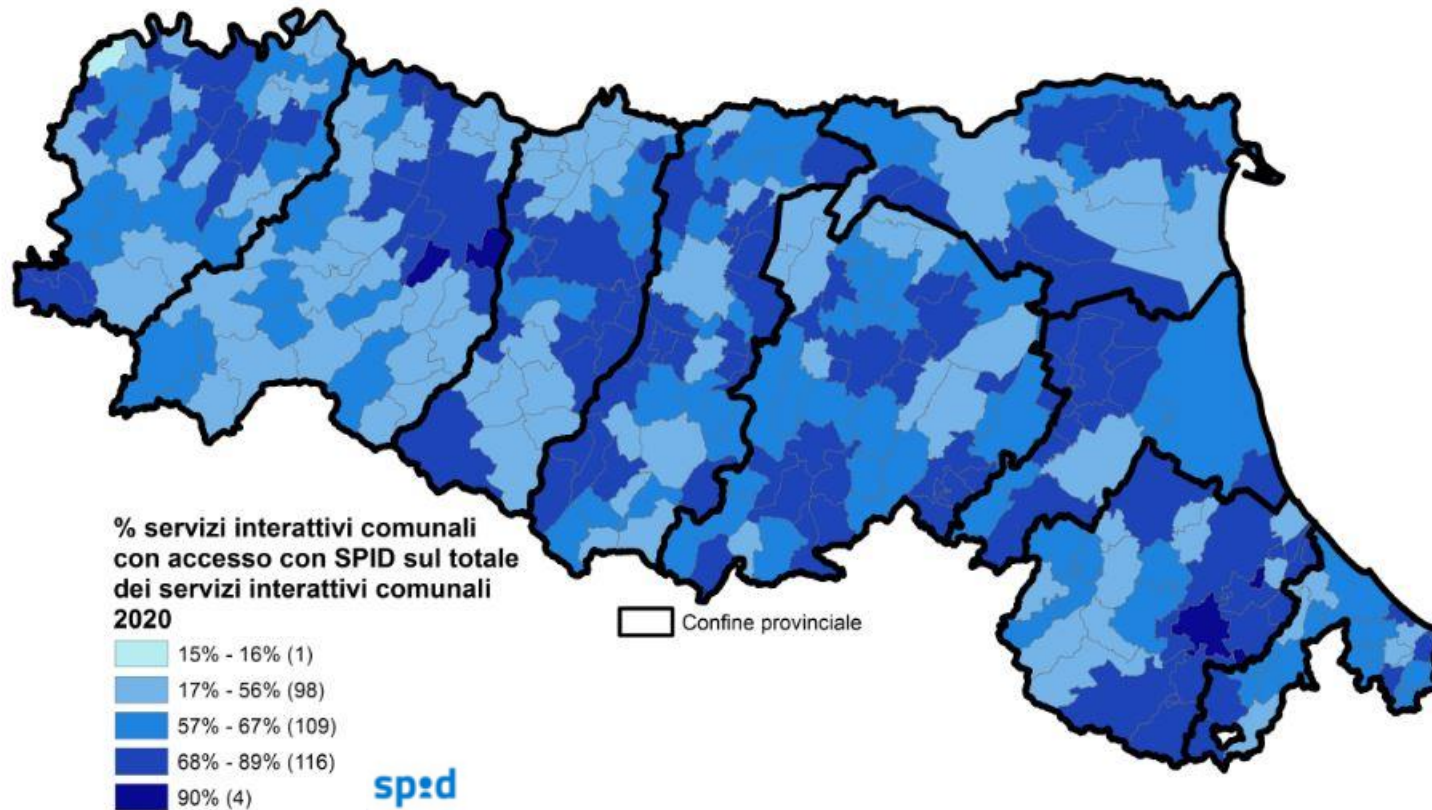 % servizi interattivi comunali
con accesso con SPID sul totale
dei servizi interattivi comunali
2020
15% - 16% (1)
17% - 56% (98)
57% - 67% (109)
68% - 89% (116)
90% (4)
Confine provinciale
spid